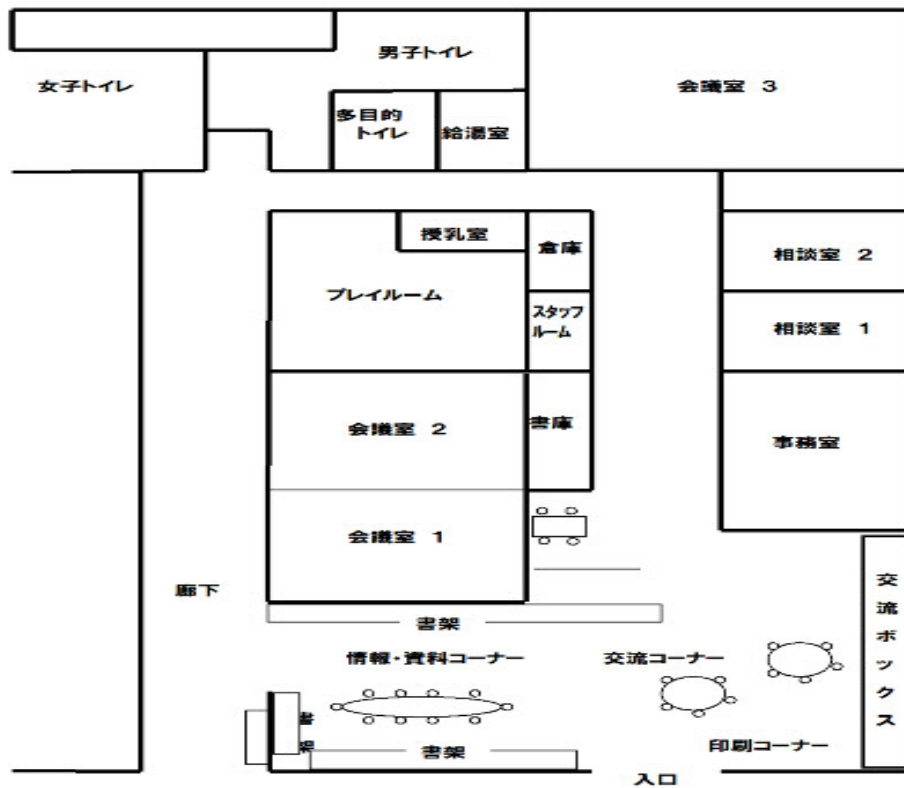 男子トイレ
女子トイレ
会議室 3
多目的
トイレ
給湯室
授乳室
倉庫
相談室 2
プレイルーム
スタッフ
ルーム
相談室 1
会議室 2
書庫
事務室
会議室 1
廊下
書架
情報・資料コーナー
交流コーナー
交流ボックス
書架
書架
印刷コーナー
入口